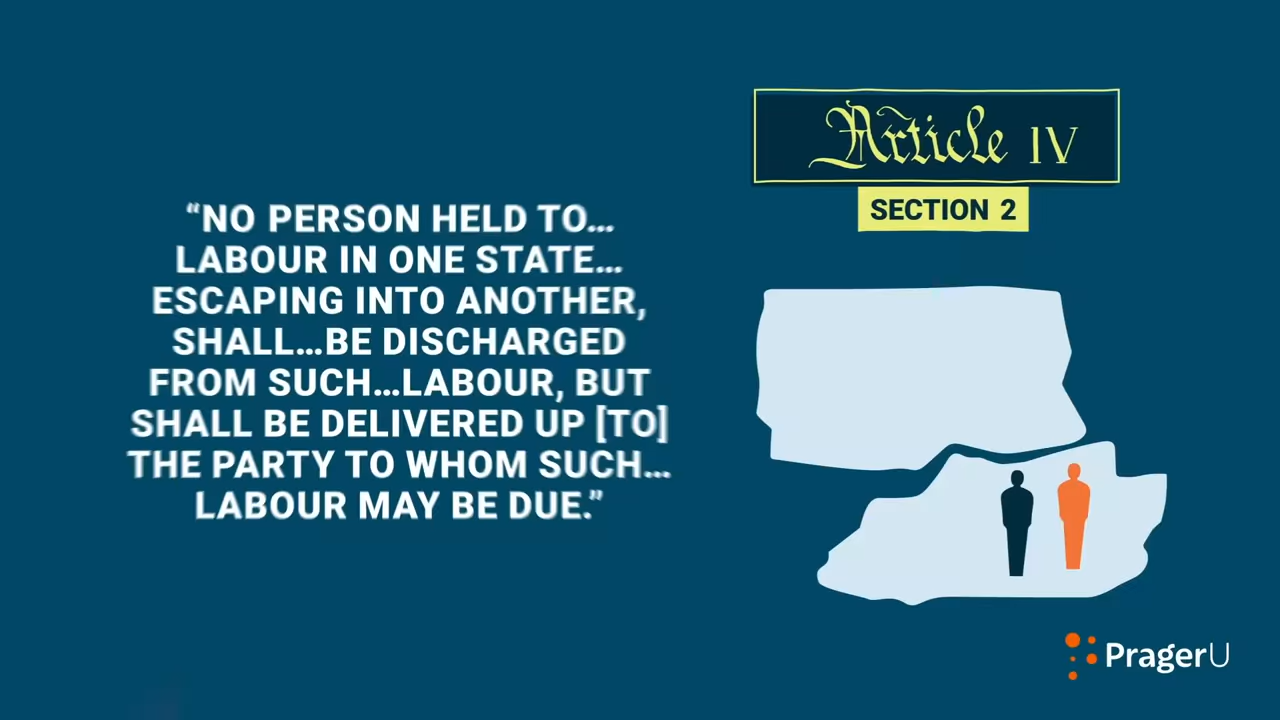 “NO PERSON HELD TO...
LABOUR IN ONE STATE...
ESCAPING INTO ANOTHER,
SHALL...BE DISCHARGED
FROM SUCH...LABOUR, BUT
SHALL BE DELIVERED UP [TO]
THE PARTY TO WHOM SUCH...
LABOUR MAY BE DUE.”
Article IV
SECTION 2
PragerU